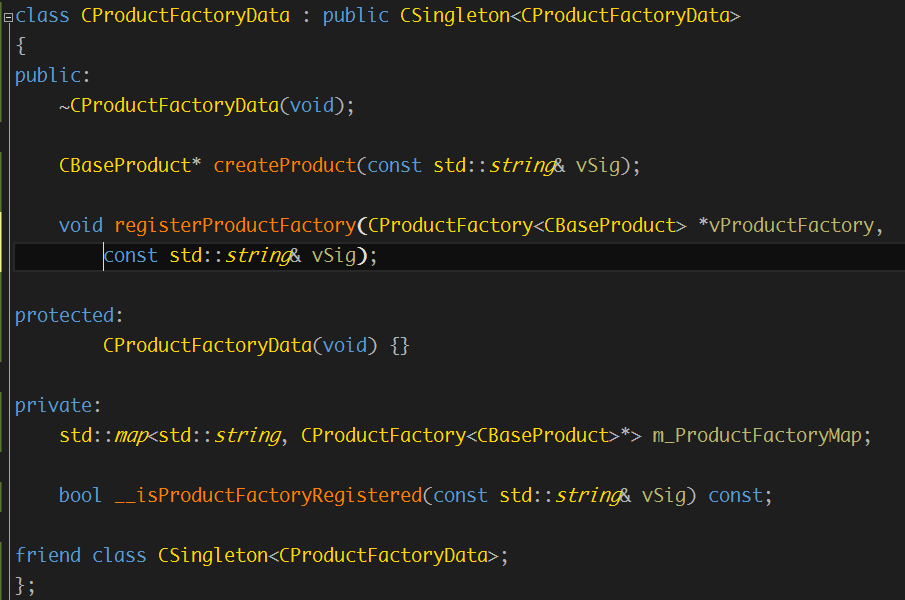 class CProductFactoryData : public CSingleton<CProductFactoryData>
{
public:
    ~CProductFactoryData(void);

    CBaseProduct* createProduct(const std::string& vSig);

    void registerProductFactory(CProductFactory<CBaseProduct> *vProductFactory,
        const std::string& vSig);

protected:
        CProductFactoryData(void) {}

private:
    std::map<std::string, CProductFactory<CBaseProduct>*> m_ProductFactoryMap;

    bool __isProductFactoryRegistered(const std::string& vSig) const;

friend class CSingleton<CProductFactoryData>;
};